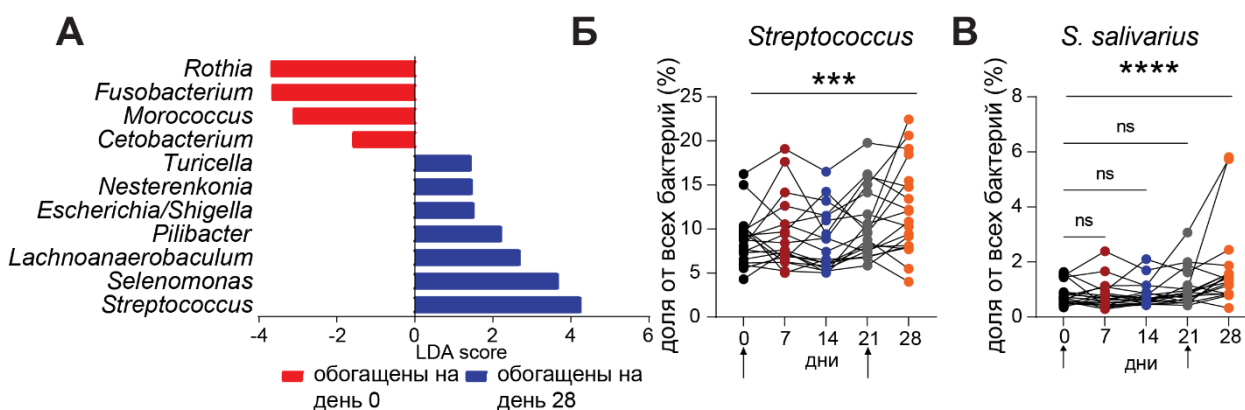 А
Rothia
Fusobacterium
Morococcus
Cetobacterium
Turicella
Nesterenkonia
Escherichia/Shigella
Pilibacter
Lachnoanaerobaculum
Selenomonas
Streptococcus
-4 -2 0 2 4 6
LDA score
обогащены на
день 0
обогащены на
день 28
Б
Streptococcus
доля от всех бактерий (%)
***
25
20
15
10
5
0
0 7 14 21 28
дни
В
S. salivarius
доля от всех бактерий (%)
****
ns
ns
ns
8
6
4
2
0
0 7 14 21 28
дни